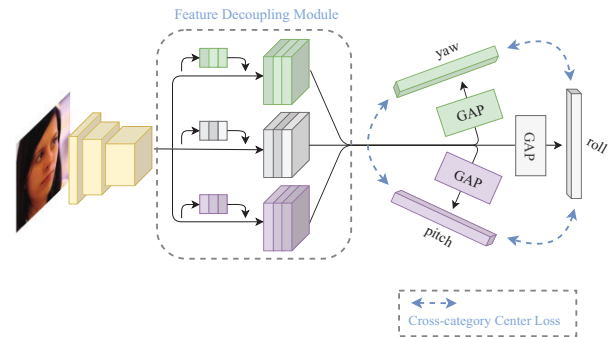 Feature Decoupling Module
yaw
GAP
GAP
roll
GAP
pitch
Cross-category Center Loss